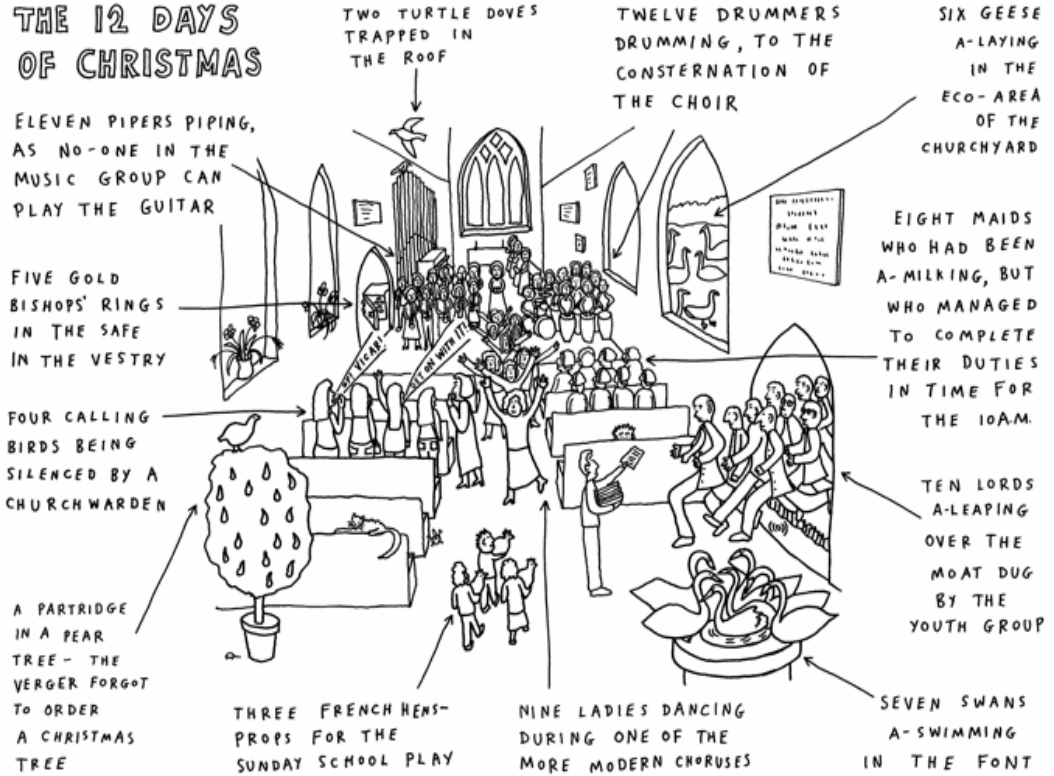 THE 12 DAYS
OF CHRISTMAS
TWO TURTLE DOVES
TRAPPED IN
THE ROOF
TWELVE DRUMMERS
DRUMMING, TO THE
CONSTERNATION OF
THE CHOIR
SIX GEESE
A-LAYING
IN THE
ECO-AREA
OF THE
CHURCHYARD
ELEVEN PIPERS PIPING,
AS NO-ONE IN THE
MUSIC GROUP CAN
PLAY THE GUITAR
FIVE GOLD
BISHOPS' RINGS
IN THE SAFE
IN THE VESTRY
EIGHT MAIDS
WHO HAD BEEN
A-MILKING, BUT
WHO MANAGED
TO COMPLETE
THEIR DUTIES
IN TIME FOR
THE 10A.M.
VICAR!
GET ON WITH IT!
FOUR CALLING
BIRDS BEING
SILENCED BY A
CHURCHWARDEN
TEN LORDS
A-LEAPING
OVER THE
MOAT DUG
BY THE
YOUTH GROUP
A PARTRIDGE
IN A PEAR
TREE - THE
VERGER FORGOT
TO ORDER
A CHRISTMAS
TREE
THREE FRENCH HENS-
PROPS FOR THE
SUNDAY SCHOOL PLAY
NINE LADIES DANCING
DURING ONE OF THE
MORE MODERN CHORUSES
SEVEN SWANS
A-SWIMMING
IN THE FONT